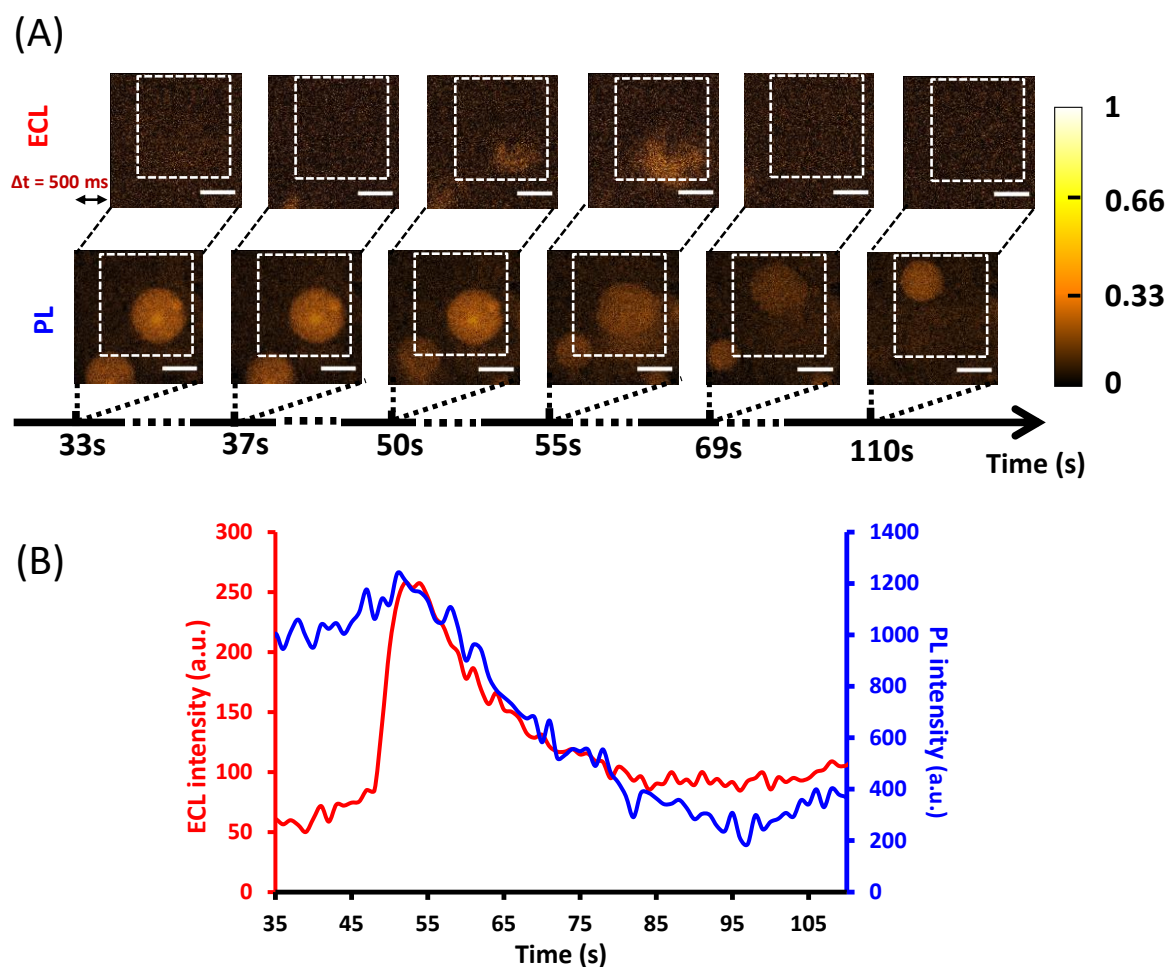 (A)
ECL
Δt = 500 ms
PL
1
0.66
0.33
0
33s 37s 50s 55s 69s 110s
Time (s)
(B)
ECL intensity (a.u.)
300
250
200
150
100
50
0
1400
1200
1000
800
600
400
200
0
PL intensity (a.u.)
35 45 55 65 75 85 95 105
Time (s)